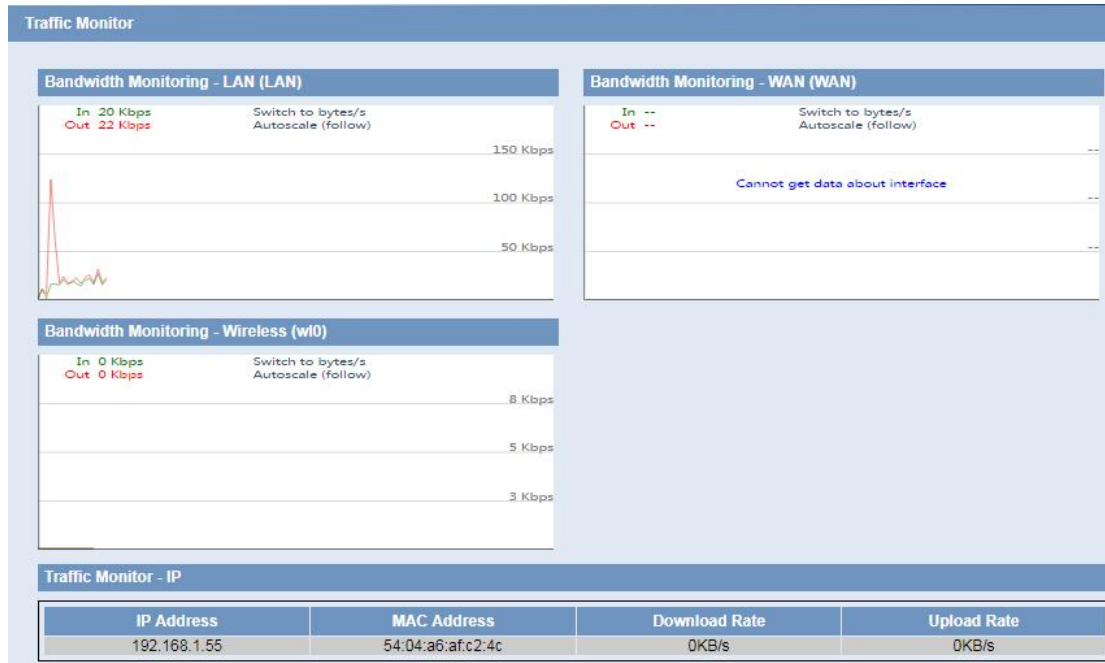 Traffic Monitor
Bandwidth Monitoring - LAN (LAN)
In 20 Kbps Switch to bytes/s
Out 22 Kbps Autoscale (follow)
150 Kbps
100 Kbps
50 Kbps
Bandwidth Monitoring - WAN (WAN)
In -- Switch to bytes/s
Out -- Autoscale (follow)
--
Cannot get data about interface
--
--
Bandwidth Monitoring - Wireless (wl0)
In 0 Kbps Switch to bytes/s
Out 0 Kbps Autoscale (follow)
8 Kbps
5 Kbps
3 Kbps
Traffic Monitor - IP
IP Address MAC Address Download Rate Upload Rate
192.168.1.55 54:04:a6:af:c2:4c 0KB/s 0KB/s